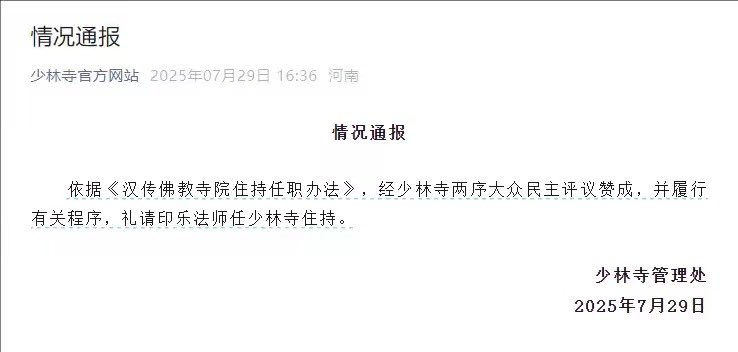 情况通报
少林寺官方网站 2025年07月29日 16:36 河南
情况通报
依据《汉传佛教寺院住持任职办法》，经少林寺两序大众民主评议赞成，并履行
有关程序，礼请印乐法师任少林寺住持。
少林寺管理处
2025年7月29日